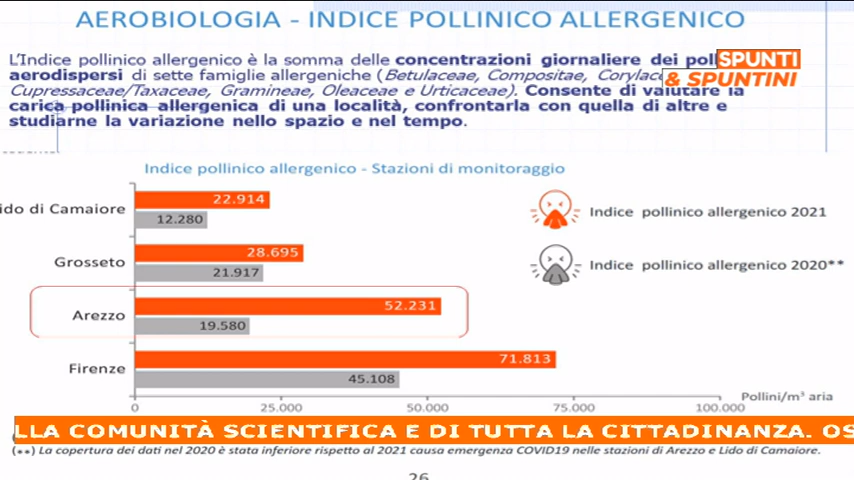 AEROBIOLOGIA - INDICE POLLINICO ALLERGENICO
L'Indice pollinico allergenico è la somma delle concentrazioni giornaliere dei
SPUNTI
aerodispersi di sette famiglie allergeniche (Betulaceae, Compositae,
& SPUNTINI
Cupressaceae/Taxaceae, Gramineae, Oleaceae e Urticaceae). Consente di valutare la
carica pollinica allergenica di una località, confrontarla con quella di altre e
studiarne la variazione nello spazio e nel tempo.
Indice pollinico allergenico - Stazioni di monitoraggio
ido di Camaiore
22.914
12.280
Indice pollinico allergenico 2021
Grosseto
28.695
21.917
Indice pollinico allergenico 2020**
Arezzo
52.231
19.580
Firenze
71.813
45.108
Pollini/m³ aria
0 25.000 50.000 75.000 100.000
LLA COMUNITÀ SCIENTIFICA E DI TUTTA LA CITTADINANZA. OS
(**) La copertura dei dati nel 2020 è stata inferiore rispetto al 2021 causa emergenza COVID19 nelle stazioni di Arezzo e Lido di Camaiore.
26